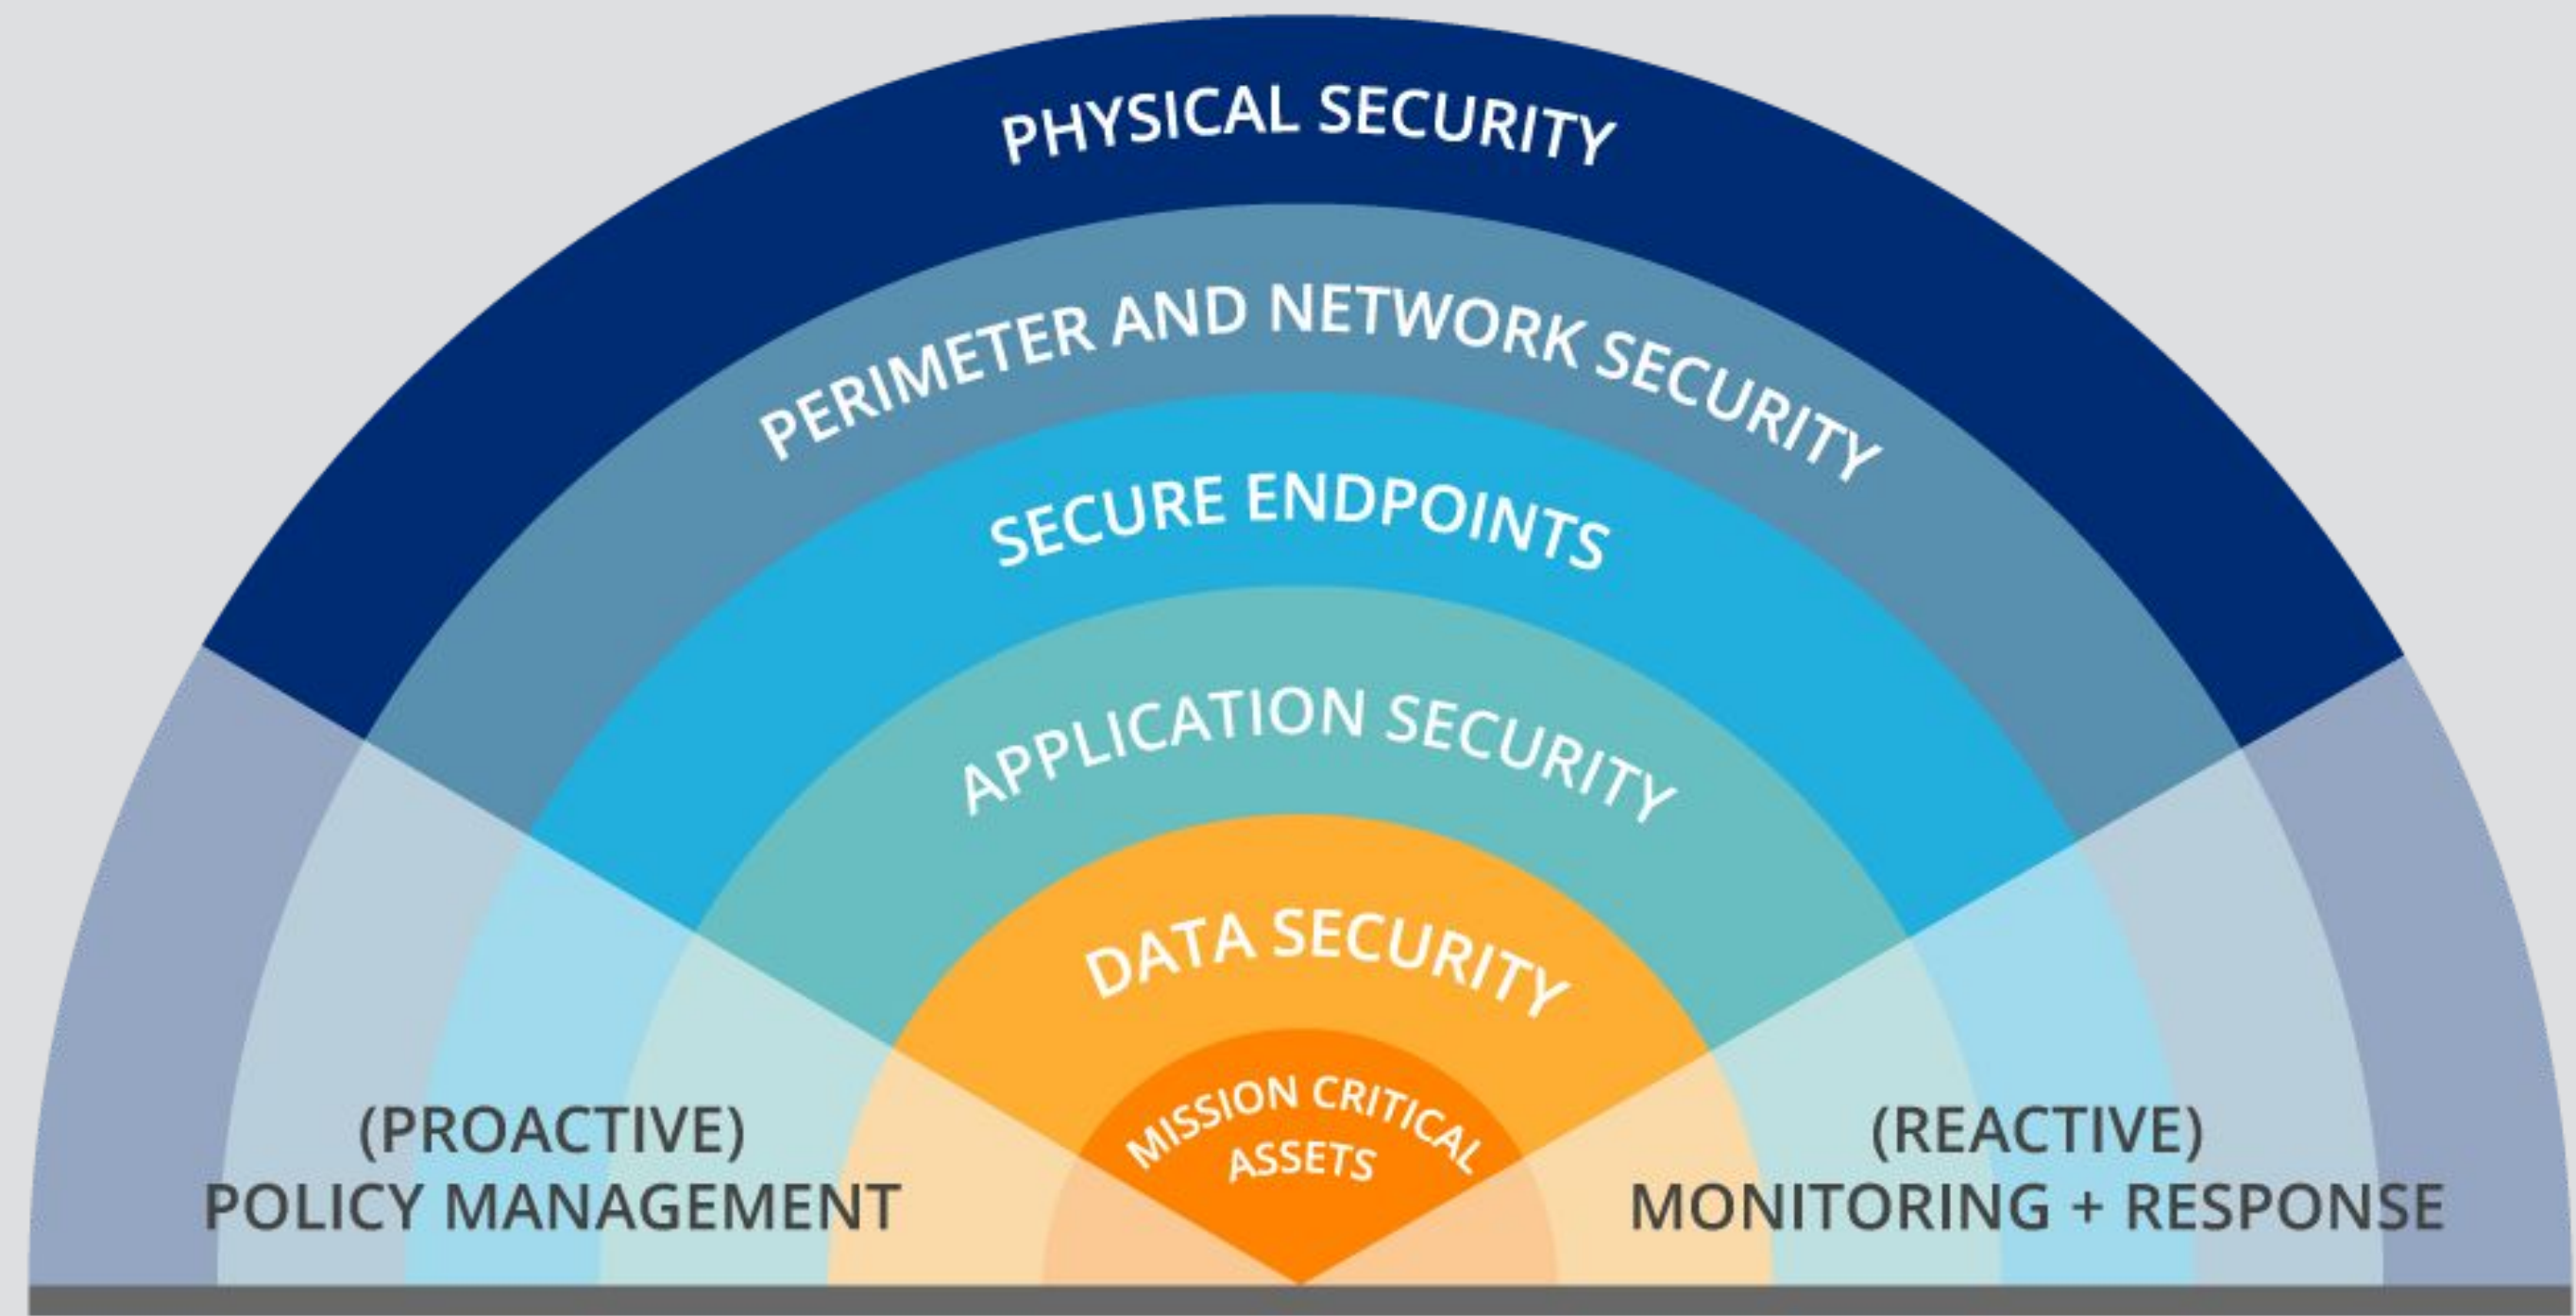 PHYSICAL SECURITY
PERIMETER AND NETWORK SECURITY
SECURE ENDPOINTS
APPLICATION SECURITY
DATA SECURITY
MISSION CRITICAL
ASSETS
(PROACTIVE)
POLICY MANAGEMENT
(REACTIVE)
MONITORING + RESPONSE